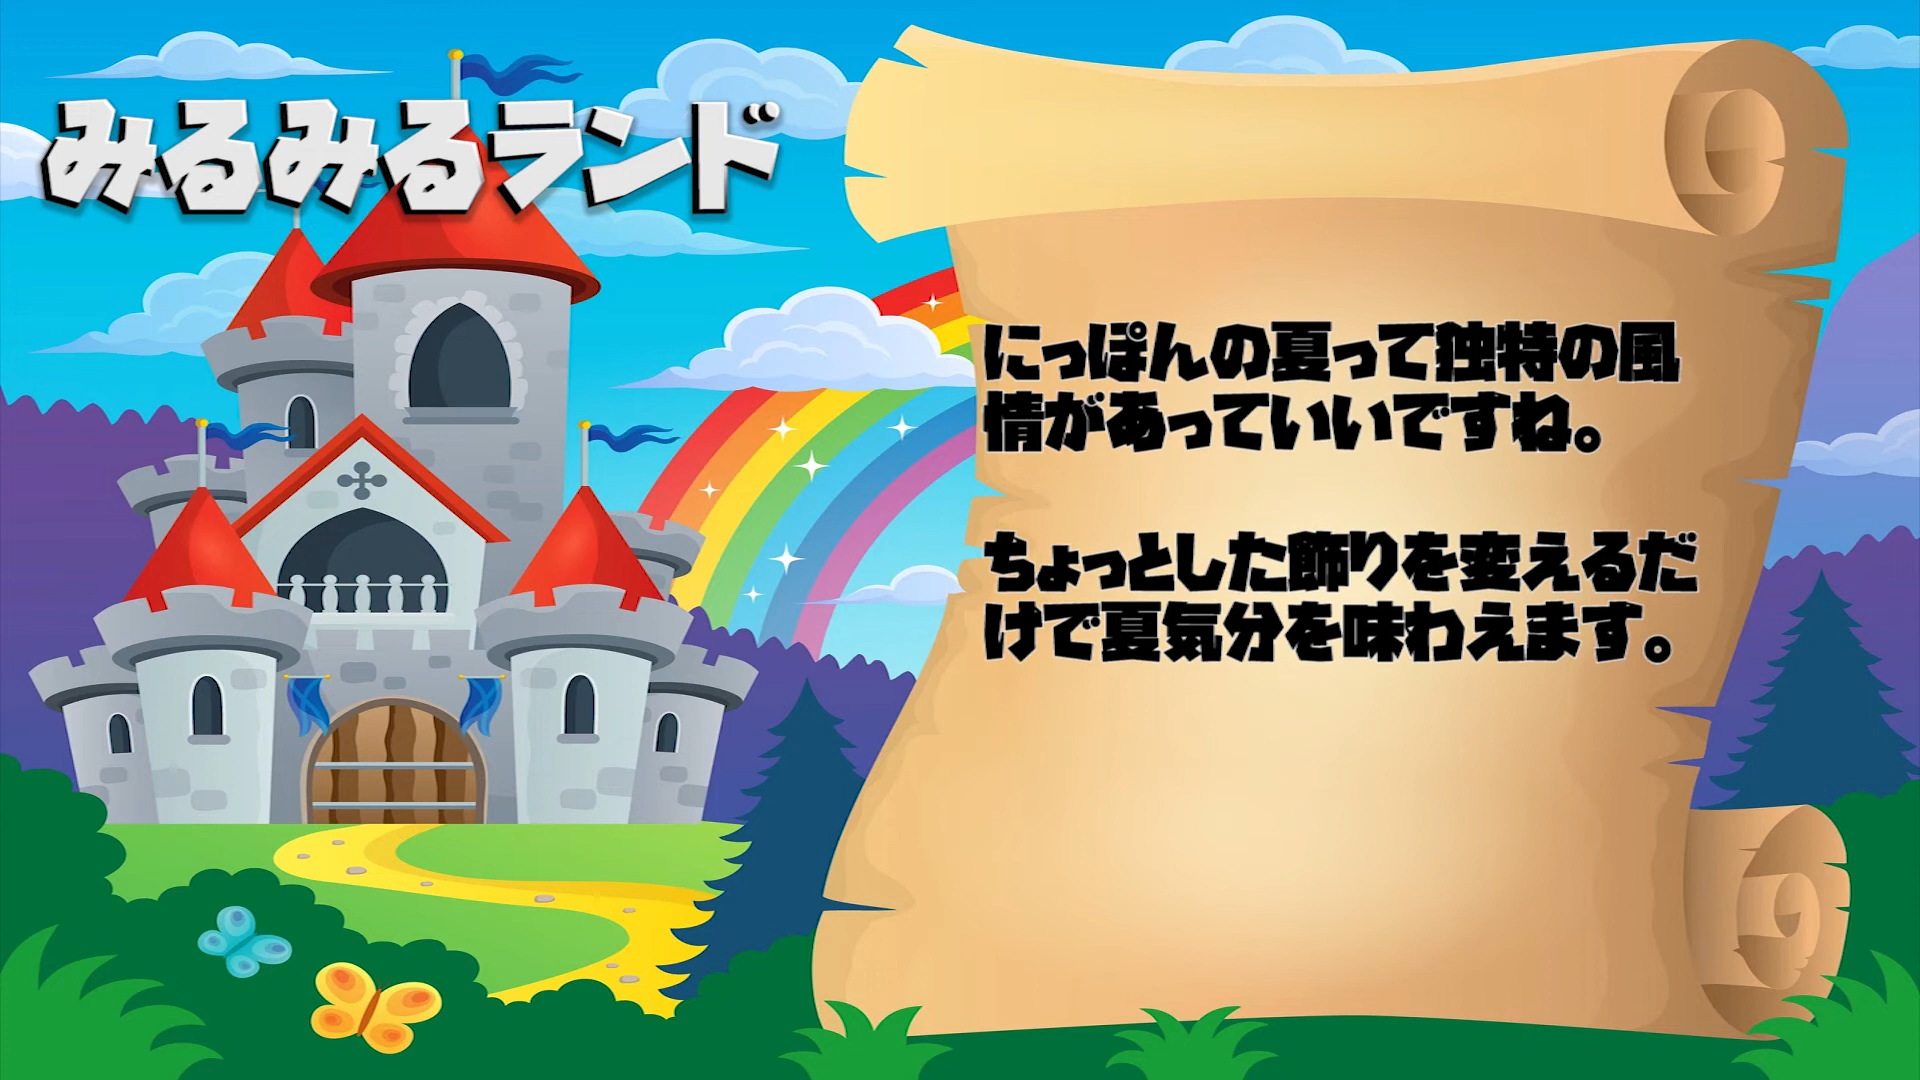 みるみるランド
にっぽんの夏って独特の風
情があっていいですね。
ちょっとした飾りを変えるだ
けで夏気分を味わえます。